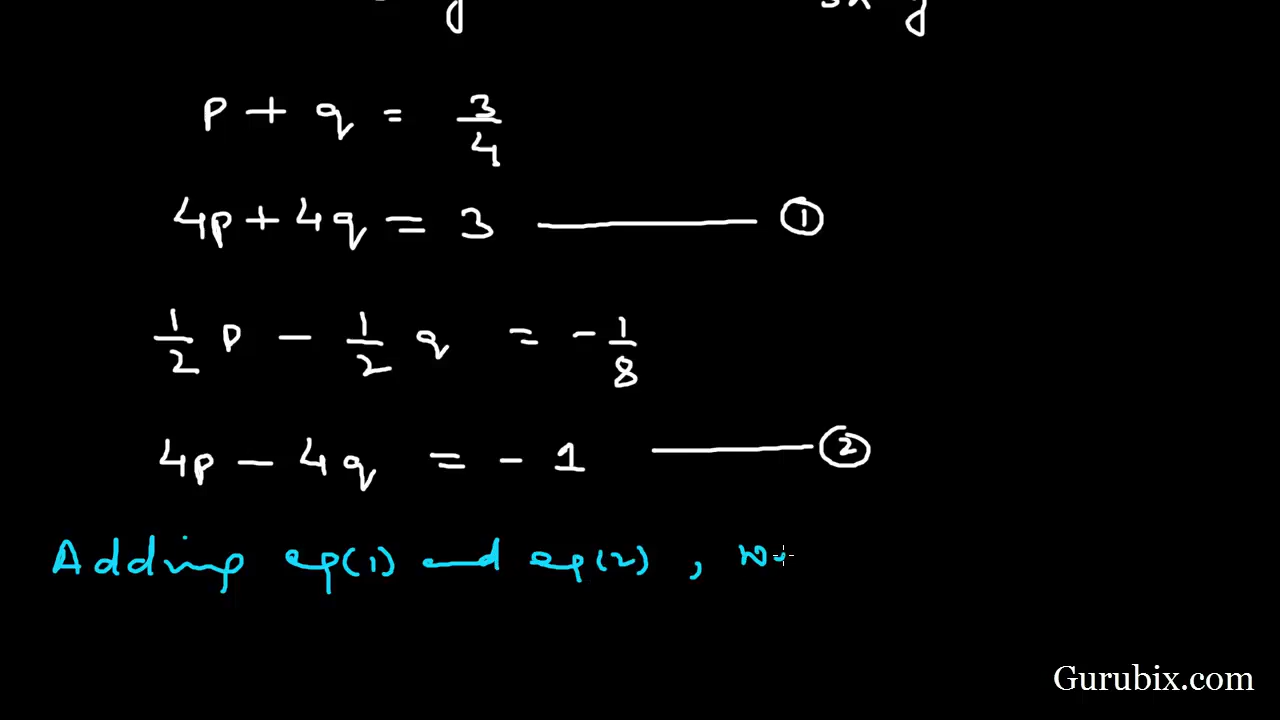 p + q = 3/4
4p + 4q = 3 ——— ①
1/2 p - 1/2 q = - 1/8
4p - 4q = - 1 ——— ②
Adding eq(1) and eq(2), we
Gurubix.com